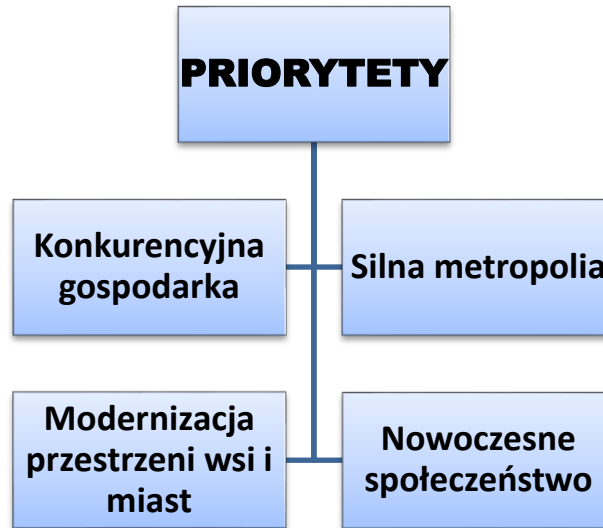 PRIORYTETY
Konkurencyjna
gospodarka
Silna metropolia
Modernizacja
przestrzeni wsi i
miast
Nowoczesne
społeczeństwo